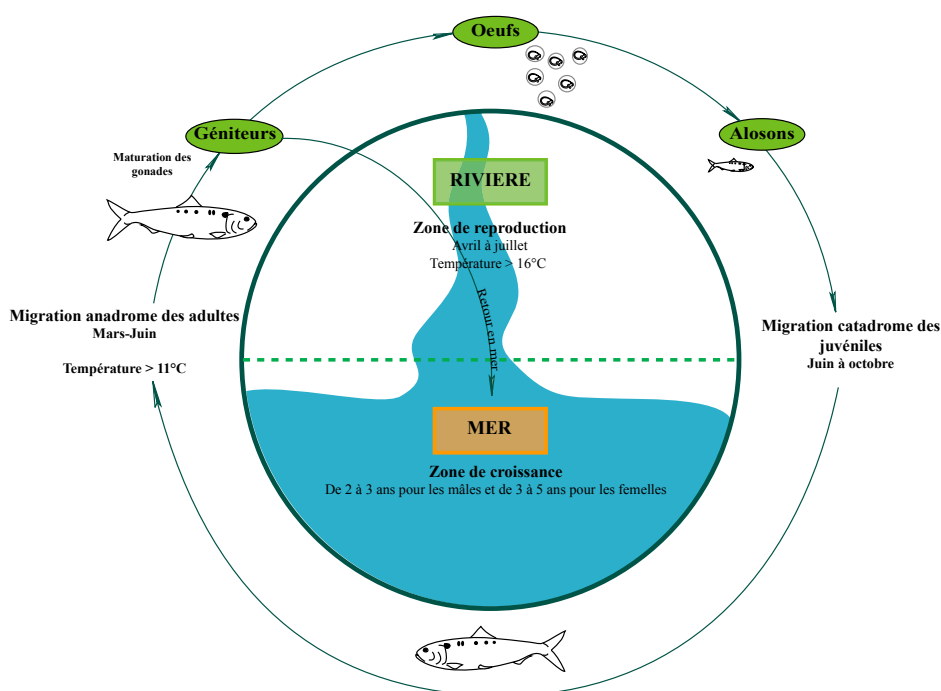 Oeufs
Géniteurs
Alosons
Maturation des
gonades
RIVIERE
Zone de reproduction
Avril à juillet
Température > 16°C
Retour en mer
Migration anadrome des adultes
Mars-Juin
Température > 11°C
Migration catadrome des
juvéniles
Juin à octobre
MER
Zone de croissance
De 2 à 3 ans pour les mâles et de 3 à 5 ans pour les femelles